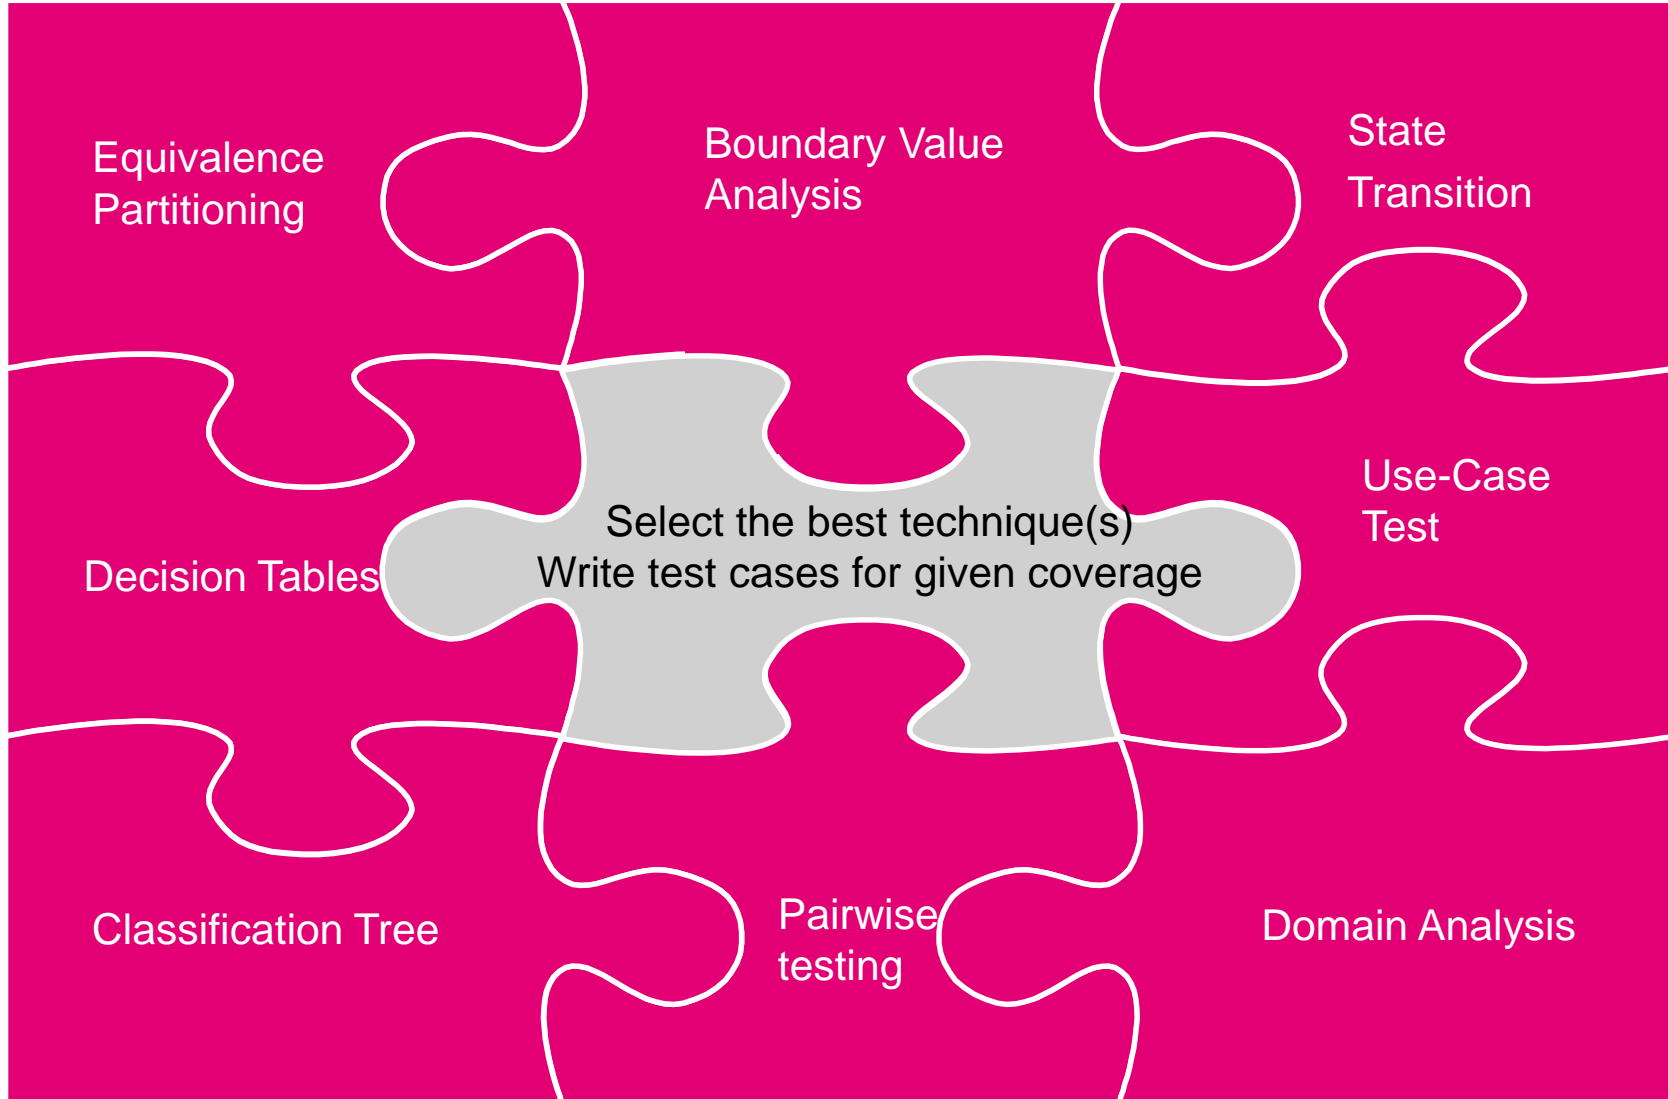 Equivalence
Partitioning
Boundary Value
Analysis
State
Transition
Decision Tables
Select the best technique(s)
Write test cases for given coverage
Use-Case
Test
Classification Tree
Pairwise
testing
Domain Analysis